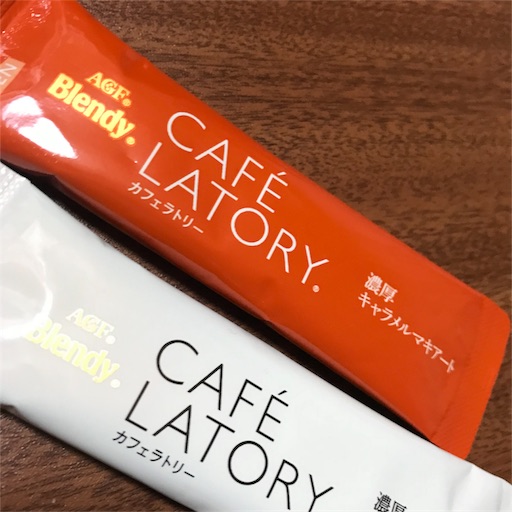 AGF®
Blendy®
CAFÉ
LATORY®
カフェラトリー
濃厚
キャラメルマキアート
AGF®
Blendy®
CAFÉ
LATORY
カフェラトリー
濃厚